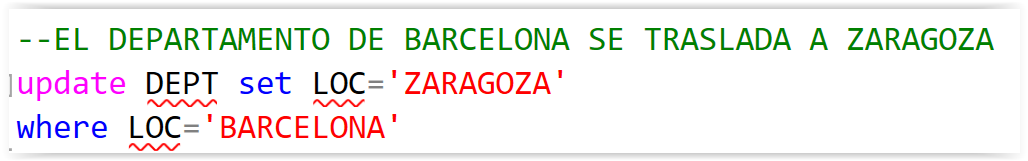 --EL DEPARTAMENTO DE BARCELONA SE TRASLADA A ZARAGOZA
update DEPT set LOC='ZARAGOZA'
where LOC='BARCELONA'